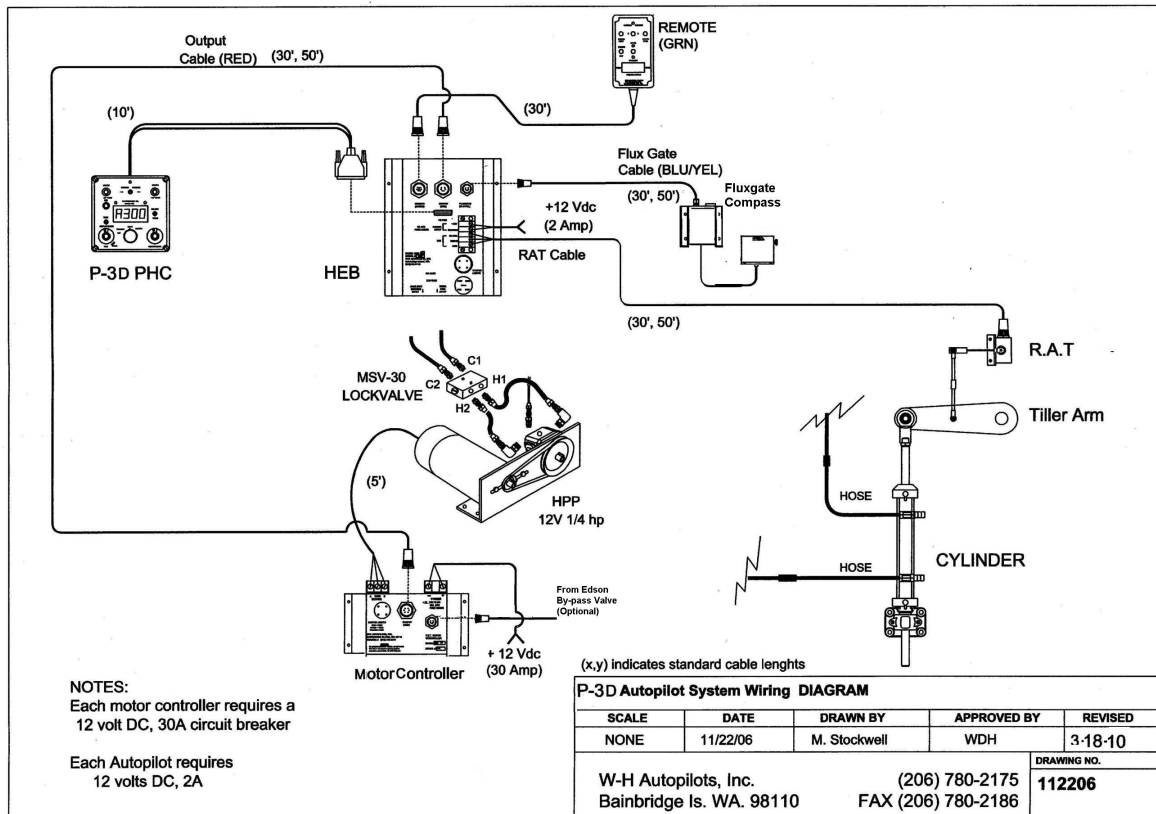 Output
Cable (RED) (30', 50')
REMOTE
(GRN)
(10')
(30')
Flux Gate
Cable (BLU/YEL)
(30', 50')
Fluxgate
Compass
A300
+12 Vdc
(2 Amp)
P-3D PHC
HEB
RAT Cable
(30', 50')
R.A.T
C1
MSV-30
LOCKVALVE
C2
H1
H2
Tiller Arm
(5')
HPP
12V 1/4 hp
HOSE
CYLINDER
HOSE
From Edson
By-pass Valve
(Optional)
+ 12 Vdc
(30 Amp)
Motor Controller
(x,y) indicates standard cable lenghts
NOTES:
Each motor controller requires a
12 volt DC, 30A circuit breaker
Each Autopilot requires
12 volts DC, 2A
P-3D Autopilot System Wiring DIAGRAM
SCALE DATE DRAWN BY APPROVED BY REVISED
NONE 11/22/06 M. Stockwell WDH 3-18-10
DRAWING NO.
W-H Autopilots, Inc. (206) 780-2175 112206
Bainbridge Is. WA. 98110 FAX (206) 780-2186